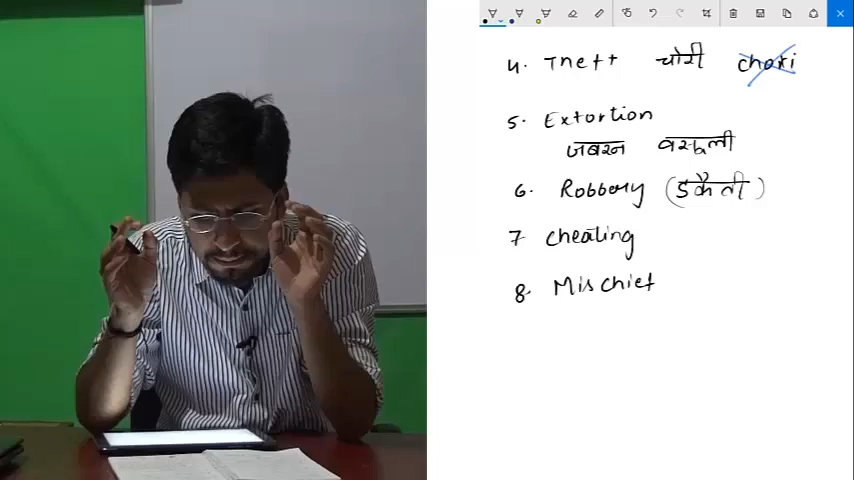 4. Theft चोरी chori
5. Extortion
जबरन वसूली
6. Robbery (डकैती)
7 cheating
8. Mischief